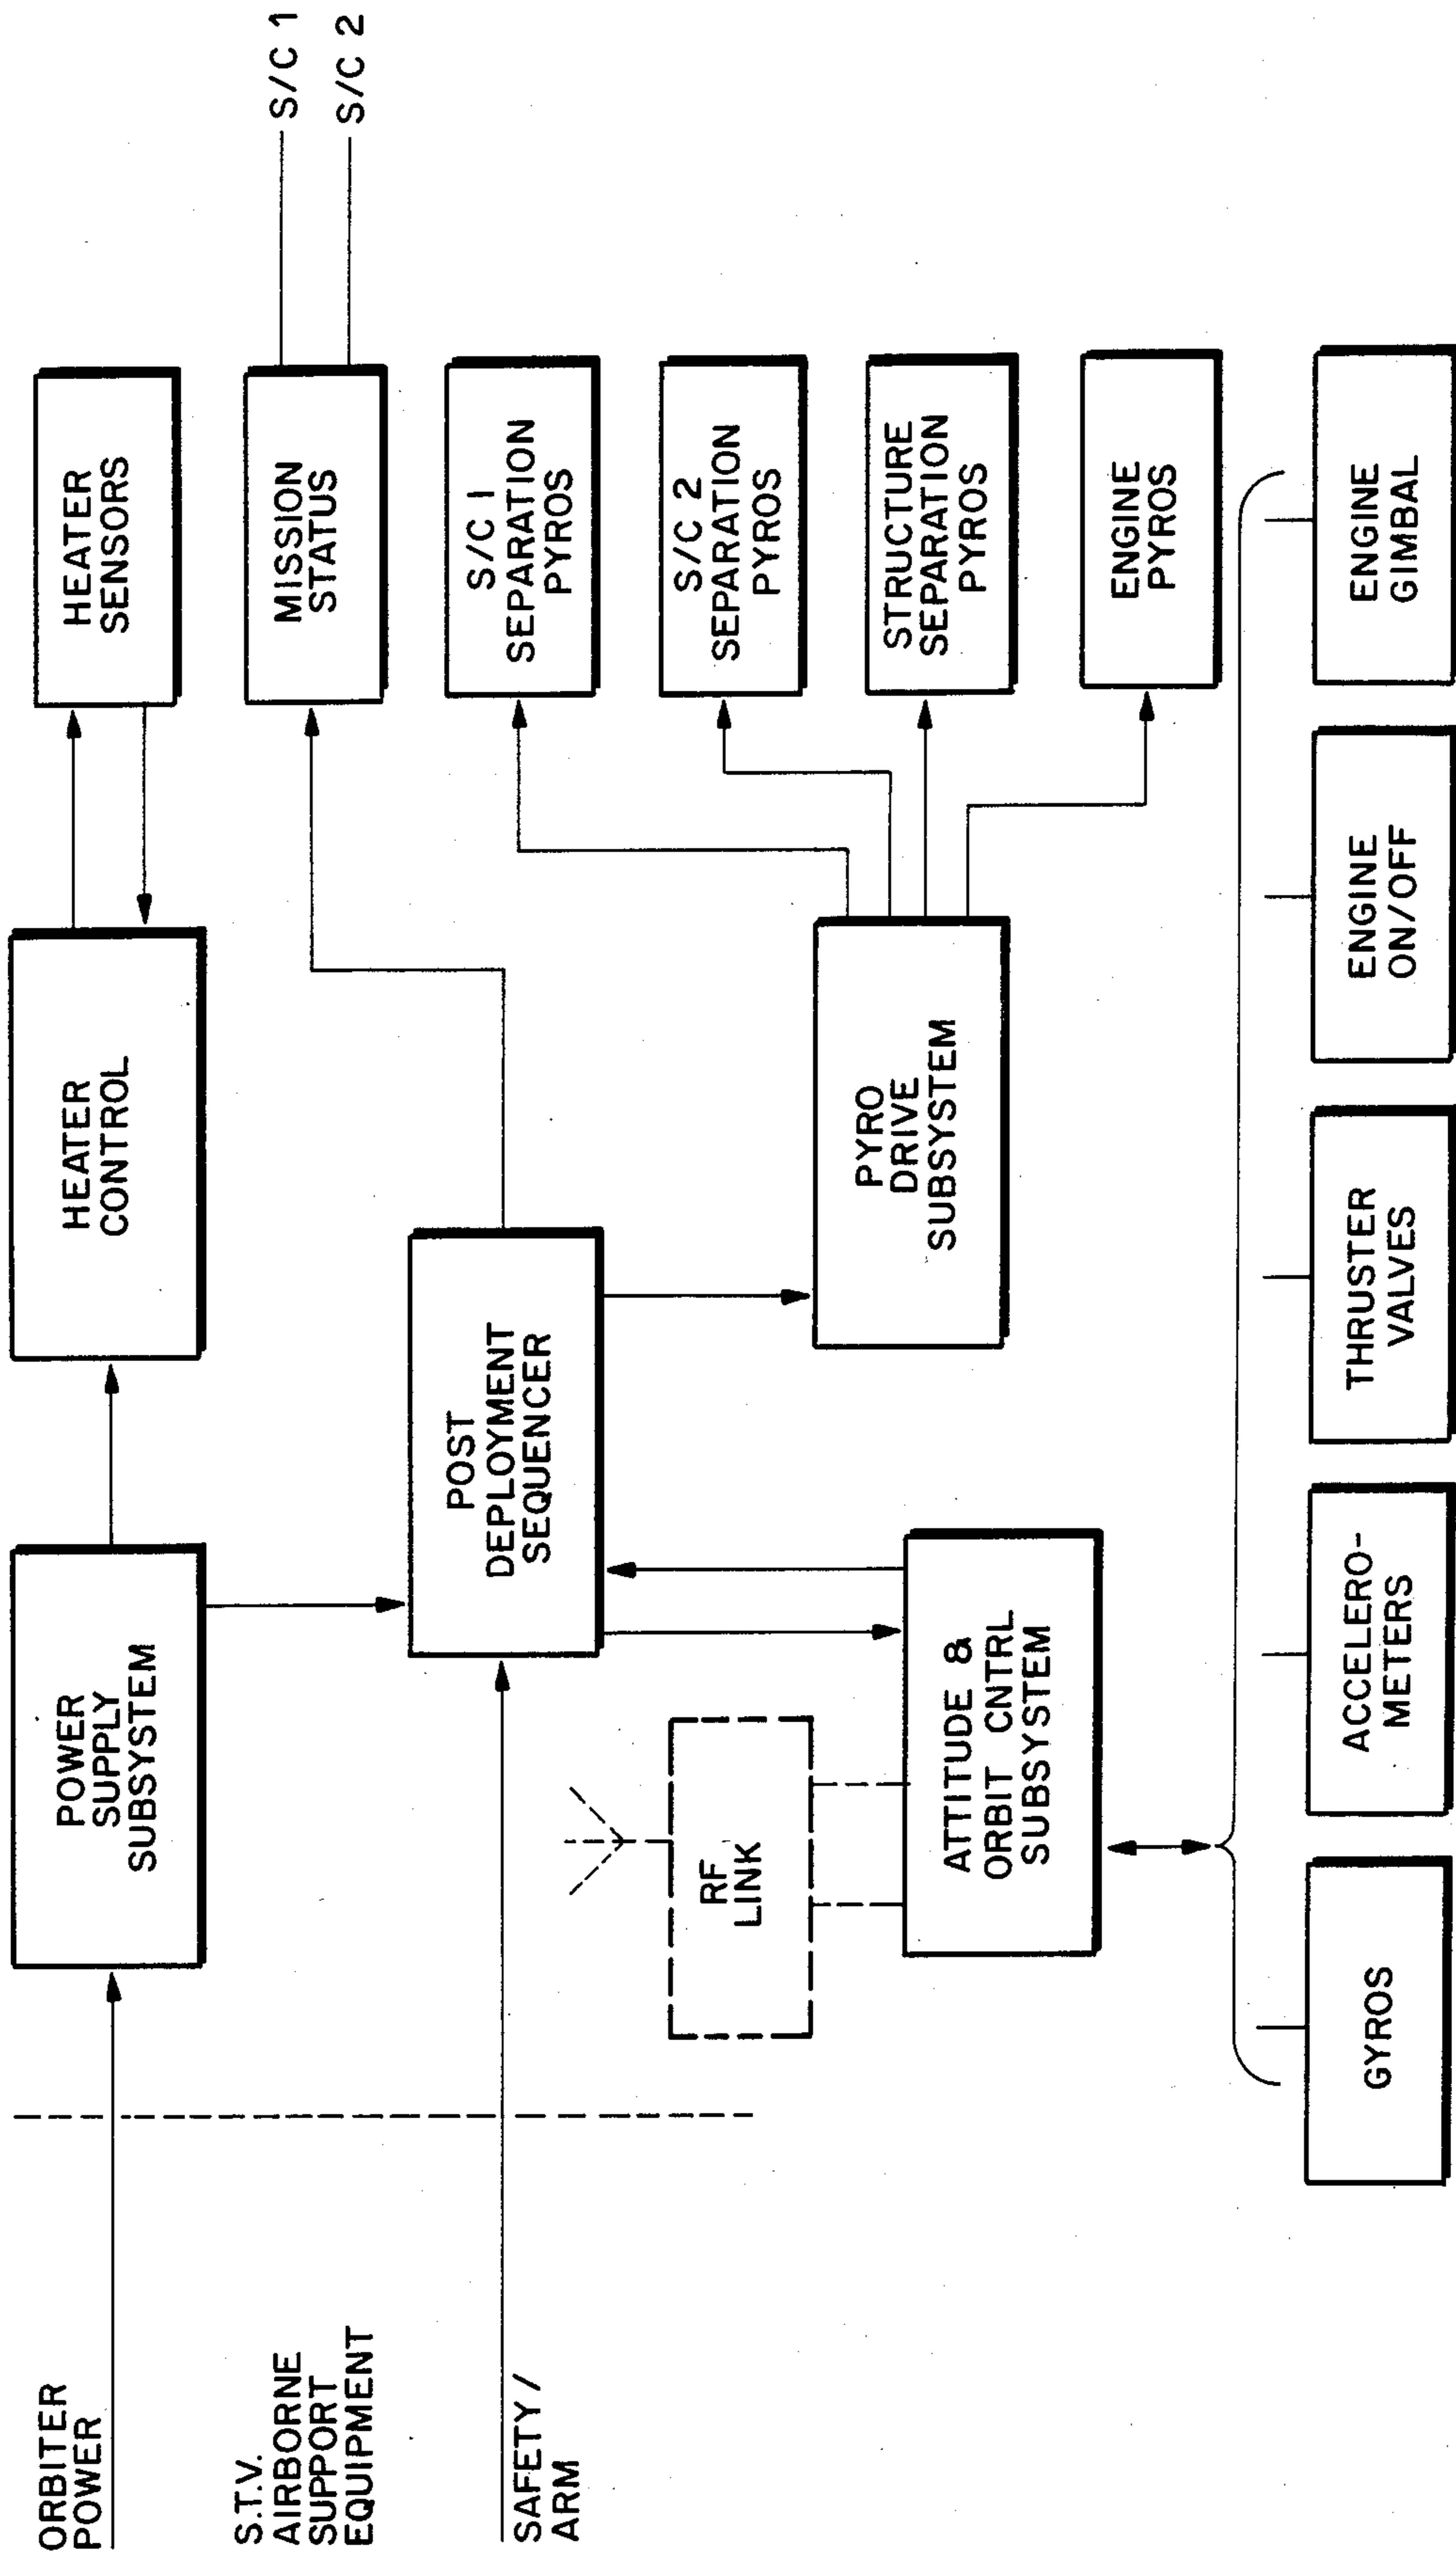 ORBITER
POWER
S.T.V.
AIRBORNE
SUPPORT
EQUIPMENT
SAFETY /
ARM
POWER
SUPPLY
SUBSYSTEM
HEATER
CONTROL
HEATER
SENSORS
MISSION
STATUS
S/C 1
S/C 2
POST
DEPLOYMENT
SEQUENCER
S/C 1
SEPARATION
PYROS
S/C 2
SEPARATION
PYROS
STRUCTURE
SEPARATION
PYROS
ENGINE
PYROS
PYRO
DRIVE
SUBSYSTEM
RF
LINK
ATTITUDE &
ORBIT CNTRL
SUBSYSTEM
GYROS
ACCELERO-
METERS
THRUSTER
VALVES
ENGINE
ON/OFF
ENGINE
GIMBAL